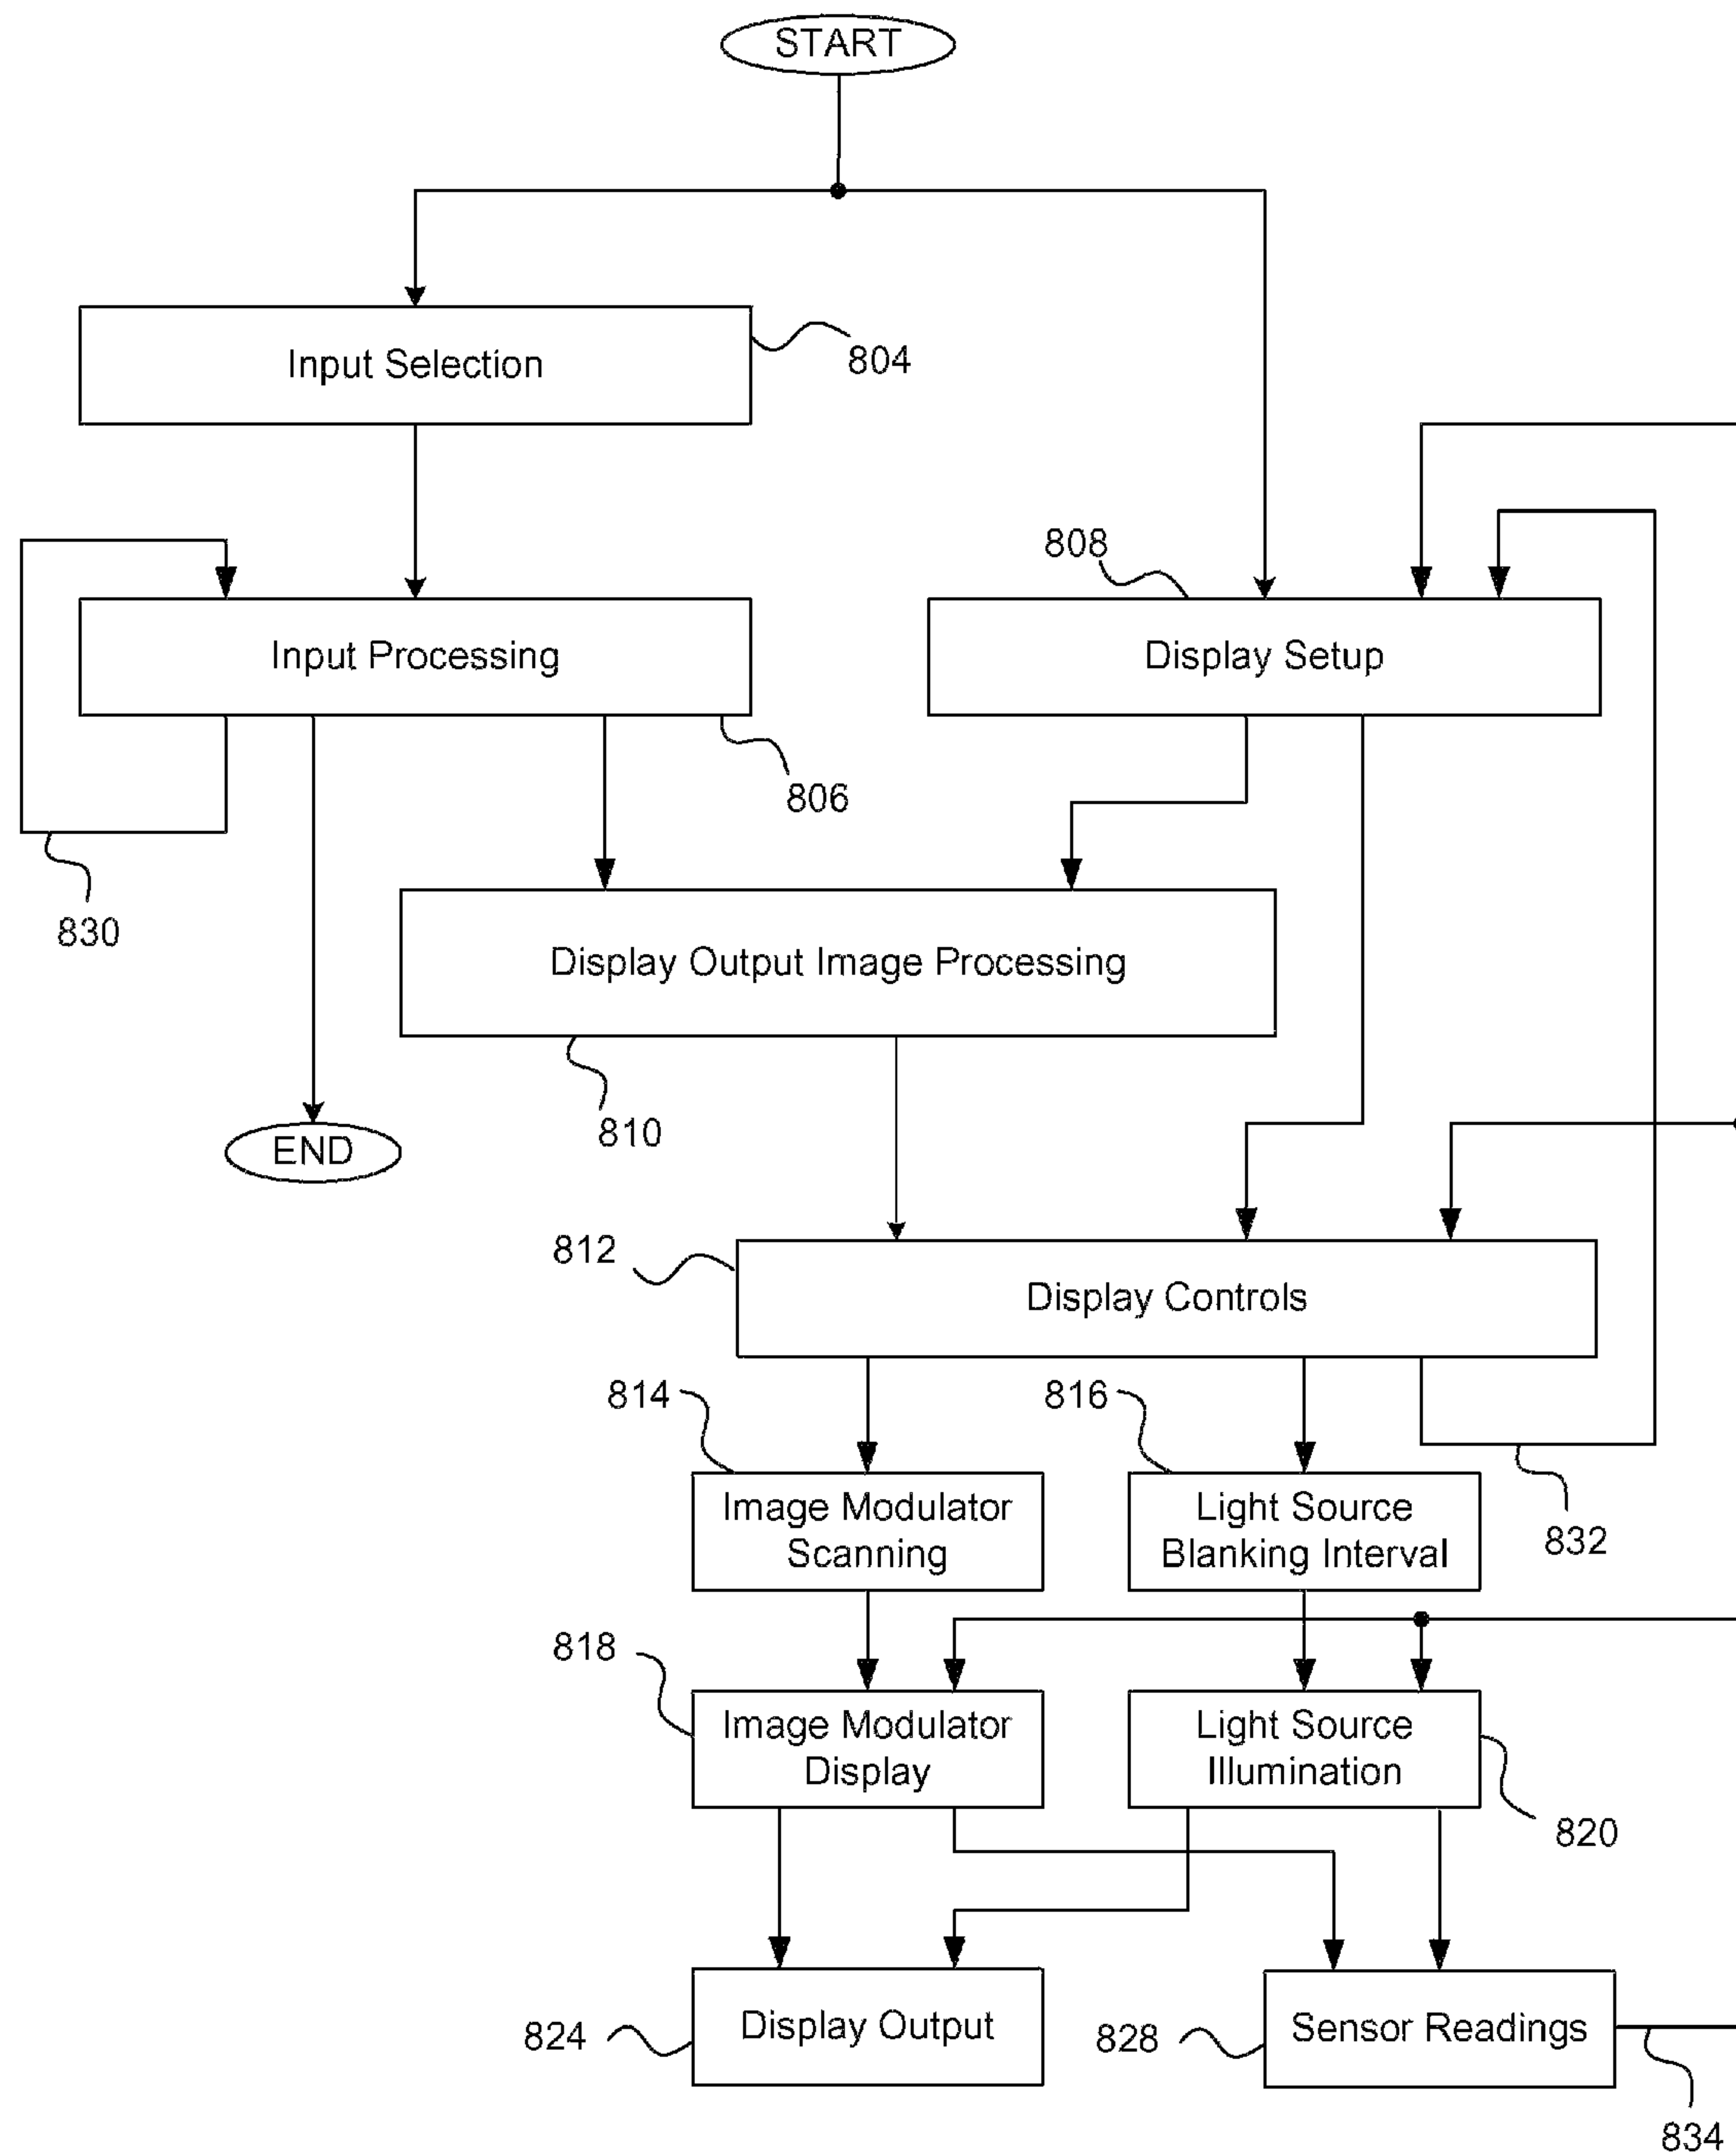 START
Input Selection
804
808
Input Processing
Display Setup
806
830
Display Output Image Processing
810
END
812
Display Controls
814
816
Image Modulator
Scanning
Light Source
Blanking Interval
832
818
Image Modulator
Display
Light Source
Illumination
820
824
Display Output
828
Sensor Readings
834